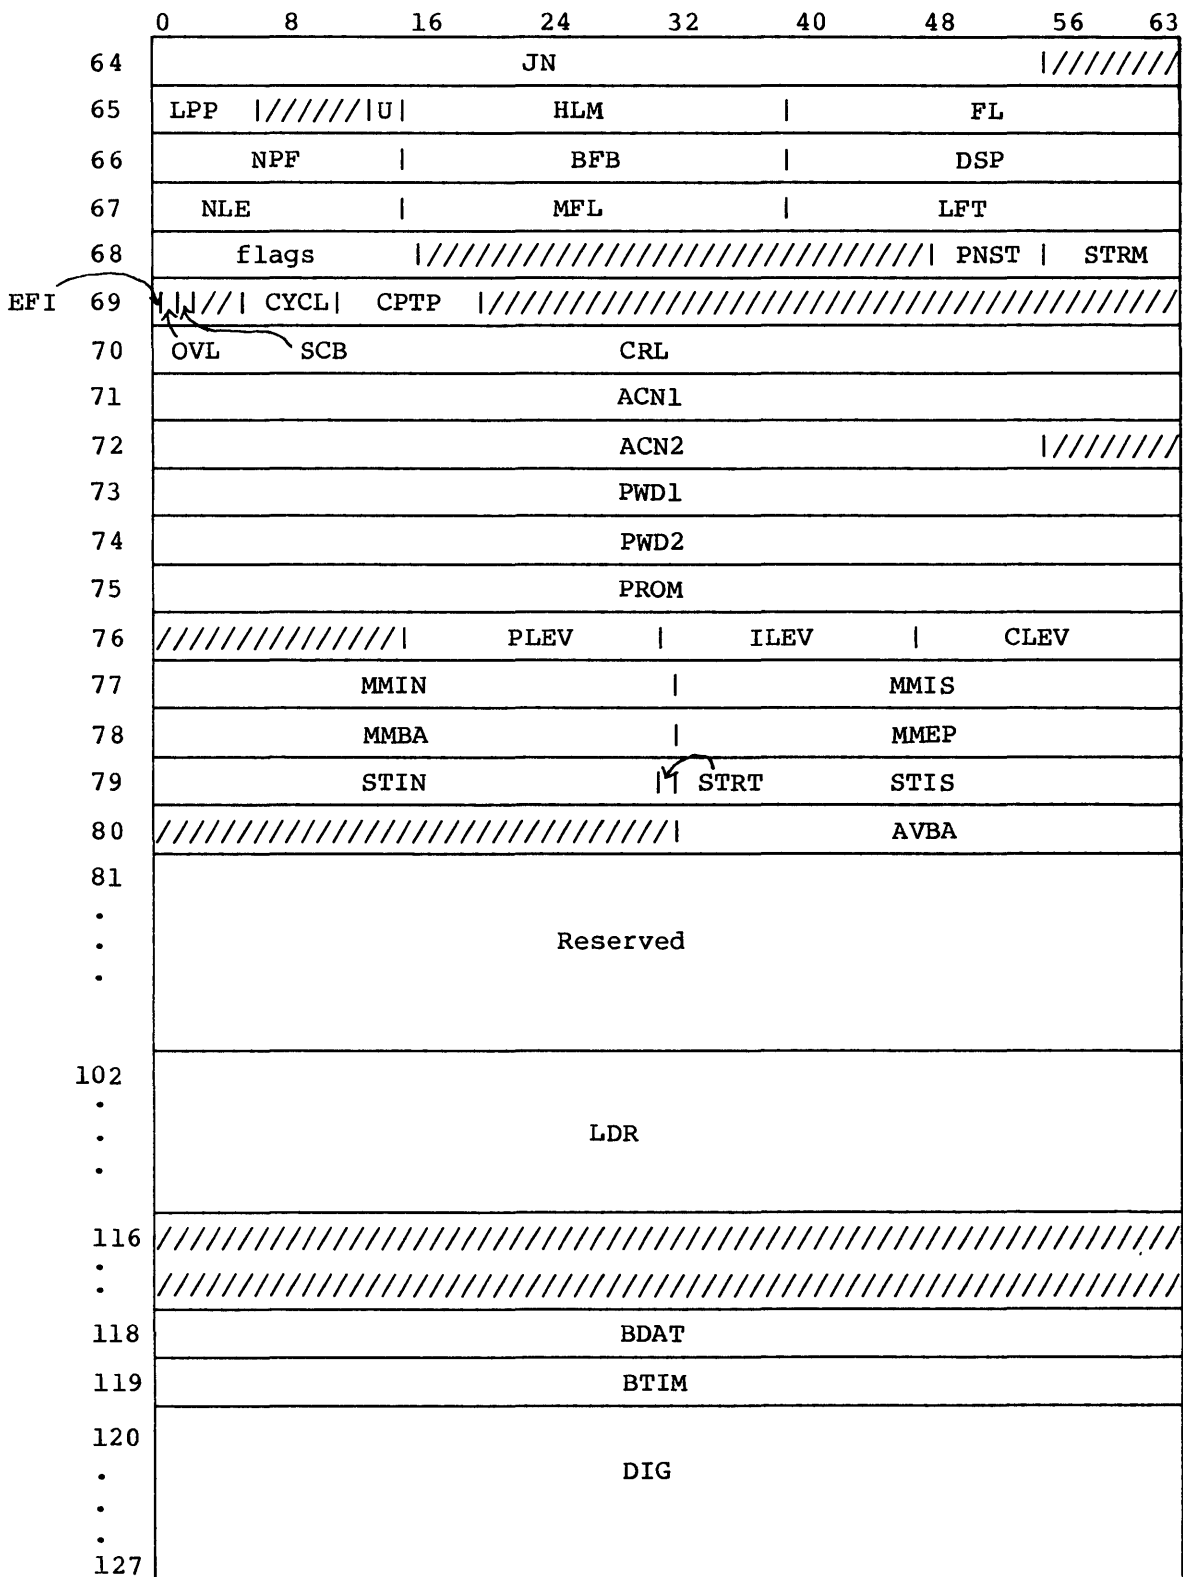 0 8 16 24 32 40 48 56 63
64 JN |////////
65 LPP |//////|U| HLM | FL
66 NPF | BFB | DSP
67 NLE | MFL | LFT
68 flags |///////////////////////////////| PNST | STRM
EFI 69 | | |//| CYCL| CPTP |///////////////////////////////////////////
70 OVL SCB CRL
71 ACN1
72 ACN2 |////////
73 PWD1
74 PWD2
75 PROM
76 ///////////////| PLEV | ILEV | CLEV
77 MMIN | MMIS
78 MMBA | MMEP
79 STIN || STRT STIS
80 ////////////////////////////////| AVBA
81
.
. Reserved
.
102
.
. LDR
.
116 ////////////////////////////////////////////////////////////////
.
. ////////////////////////////////////////////////////////////////
118 BDAT
119 BTIM
120
. DIG
.
.
127